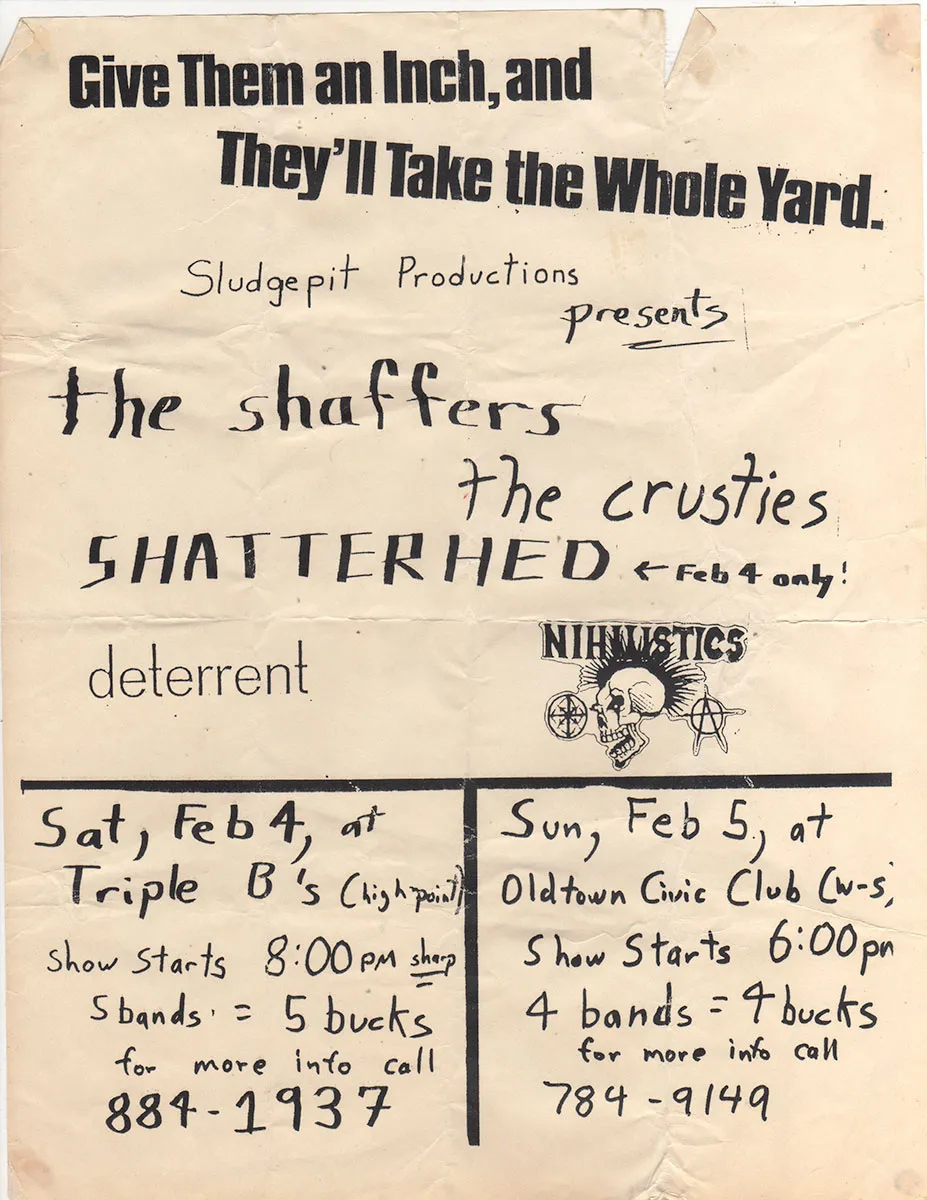 Give Them an Inch, and
They'll Take the Whole Yard.
Sludgepit Productions
presents
the shaffers
the crusties
SHATTERHED ← Feb 4 only!
deterrent
NIHILISTICS
A
Sat, Feb 4, at
Triple B's (high point)
show starts 8:00 PM sharp
5 bands = 5 bucks
for more info call
884-1937
Sun, Feb 5, at
Oldtown Civic Club (w-s)
Show Starts 6:00 pm
4 bands = 4 bucks
for more info call
784-9149